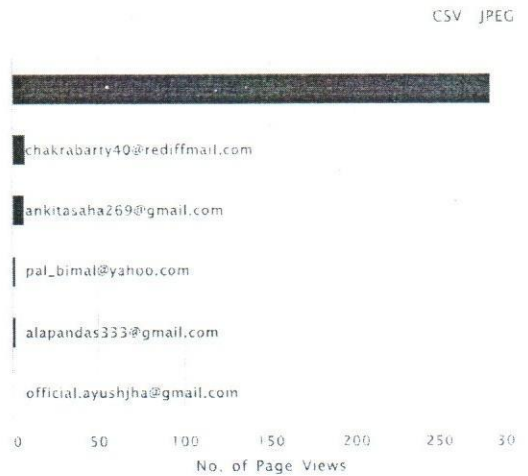 CSV JPEG
chakrabarty40@rediffmail.com
ankitasaha269@gmail.com
pal_bimal@yahoo.com
alapandas333@gmail.com
official.ayushjha@gmail.com
0 50 100 150 200 250 30
No. of Page Views